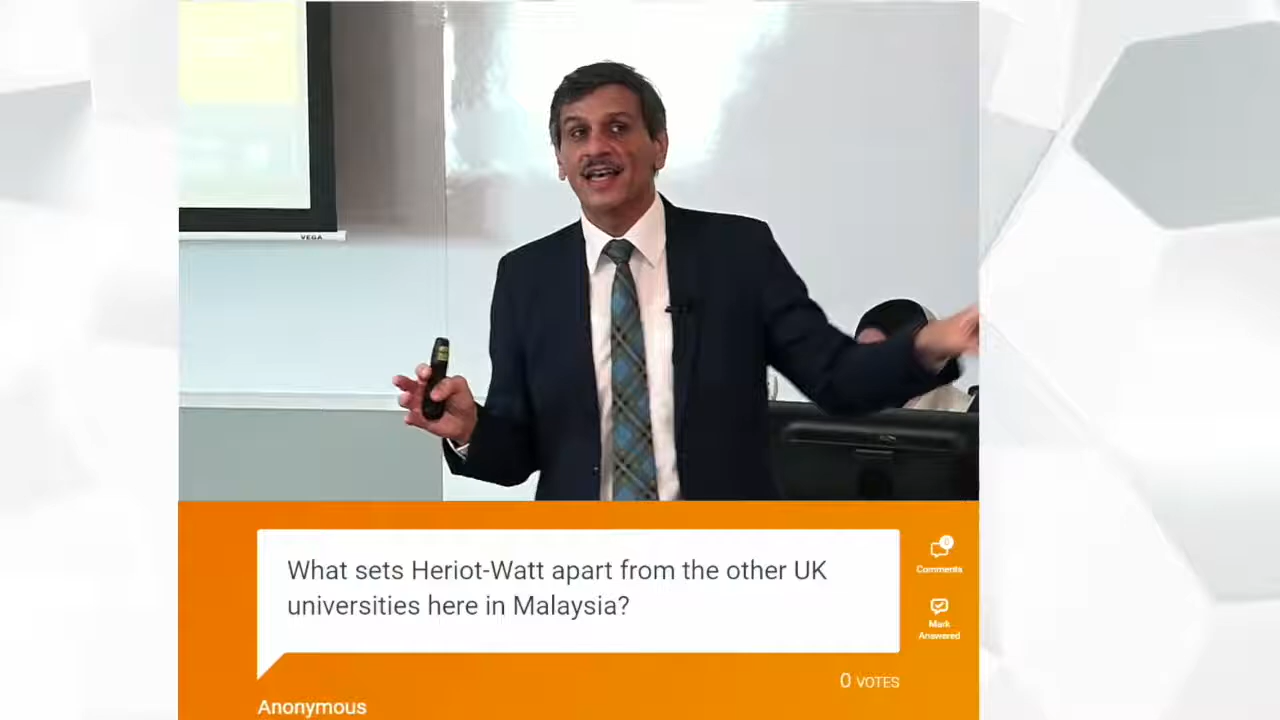 VEGA
What sets Heriot-Watt apart from the other UK
universities here in Malaysia?
0
Comments
Mark
Answered
0 VOTES
Anonymous